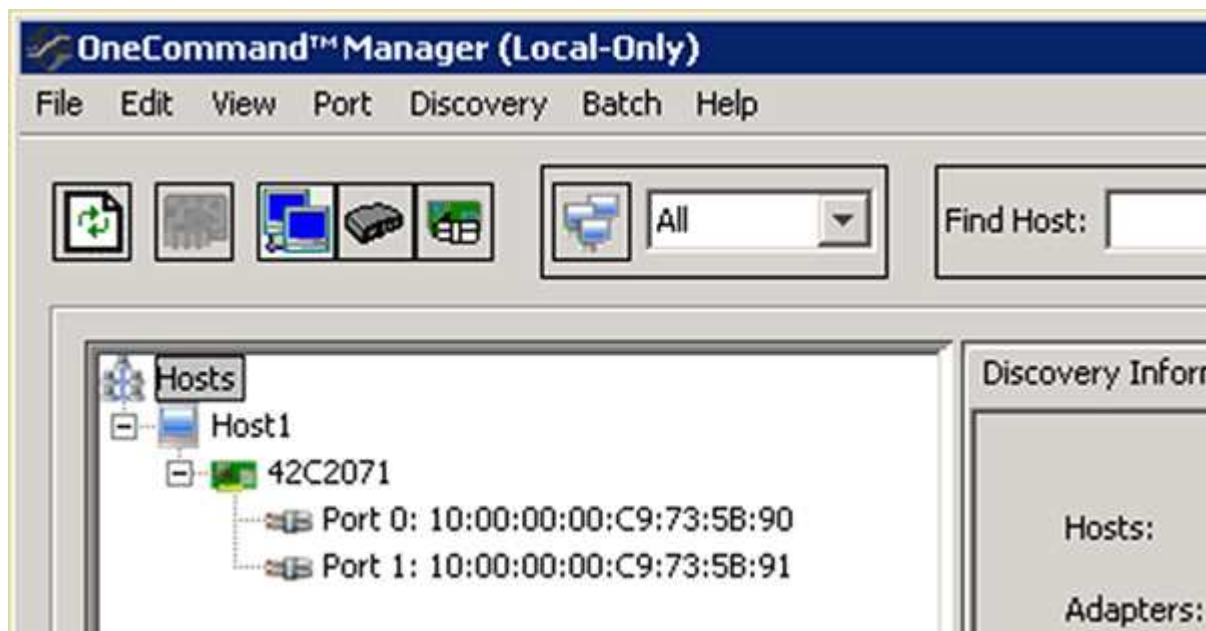 OneCommand™ Manager (Local-Only)
File Edit View Port Discovery Batch Help
All
Find Host:
Hosts
Host1
42C2071
Port 0: 10:00:00:00:C9:73:5B:90
Port 1: 10:00:00:00:C9:73:5B:91
Discovery Infor
Hosts:
Adapters: